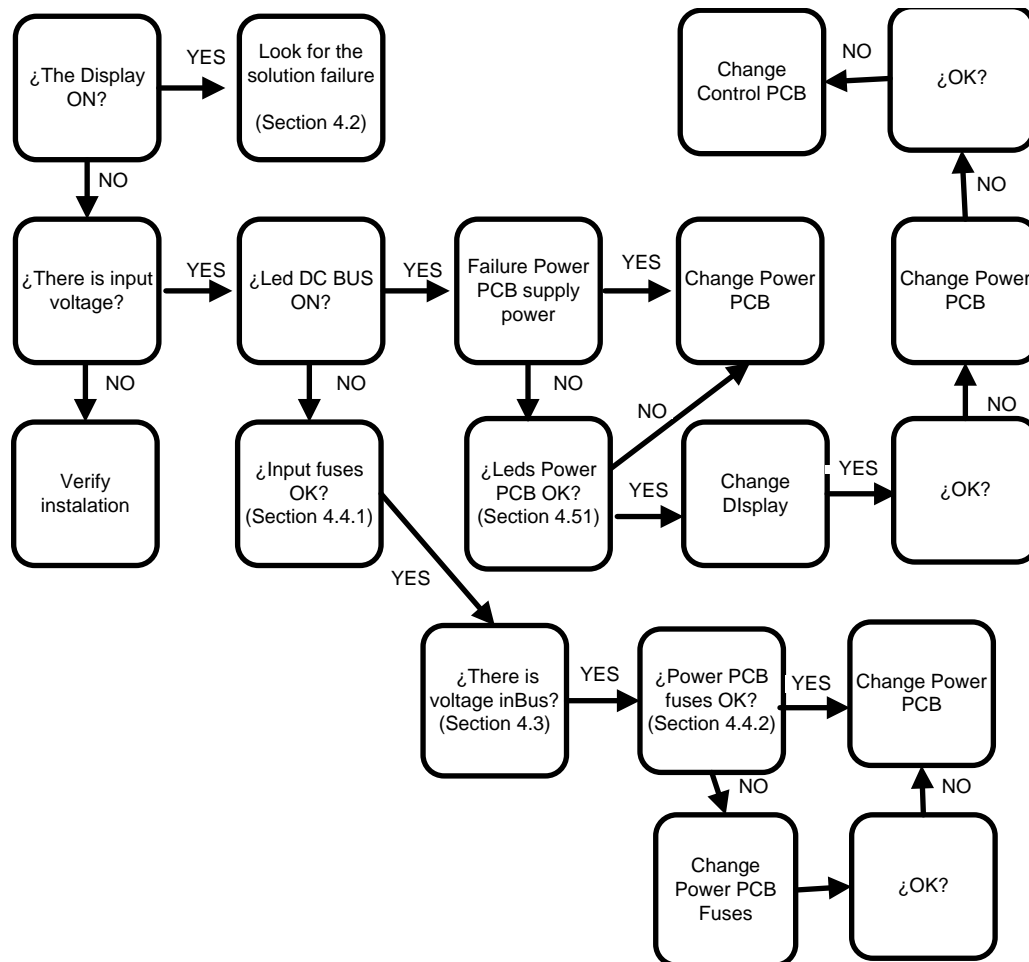 ¿The Display
ON?
YES
Look for the
solution failure
(Section 4.2)
Change
Control PCB
NO
¿OK?
NO
NO
¿There is input
voltage?
YES
¿Led DC BUS
ON?
YES
Failure Power
PCB supply
power
YES
Change Power
PCB
Change Power
PCB
NO
NO
NO
NO
NO
Verify
instalation
¿Input fuses
OK?
(Section 4.4.1)
¿Leds Power
PCB OK?
(Section 4.51)
YES
Change
DIsplay
YES
¿OK?
YES
¿There is
voltage inBus?
(Section 4.3)
YES
¿Power PCB
fuses OK?
(Section 4.4.2)
YES
Change Power
PCB
NO
NO
Change
Power PCB
Fuses
¿OK?